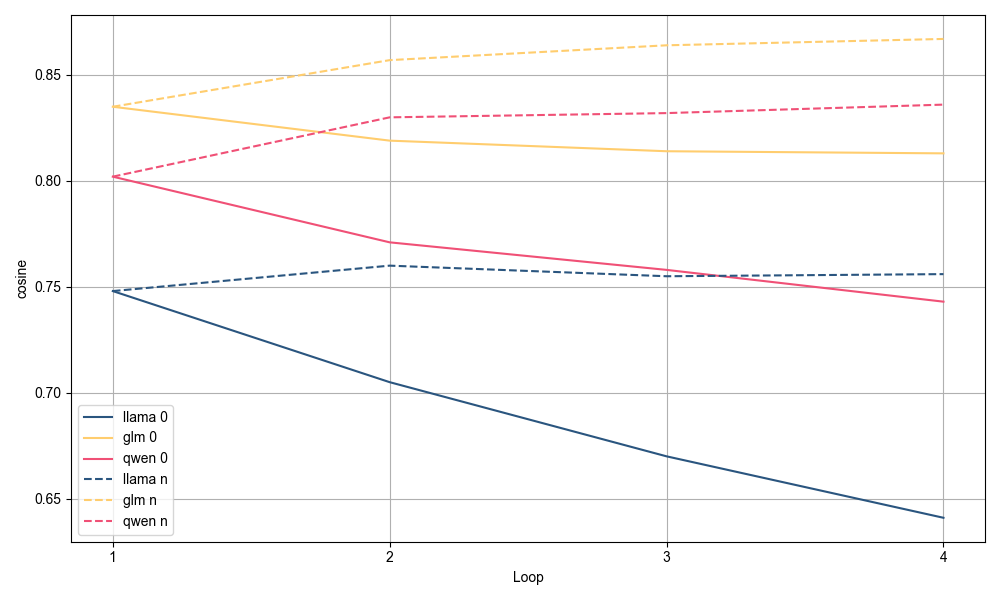 cosine
0.85
0.80
0.75
0.70
0.65
llama 0
glm 0
qwen 0
llama n
glm n
qwen n
1 2 3 4
Loop